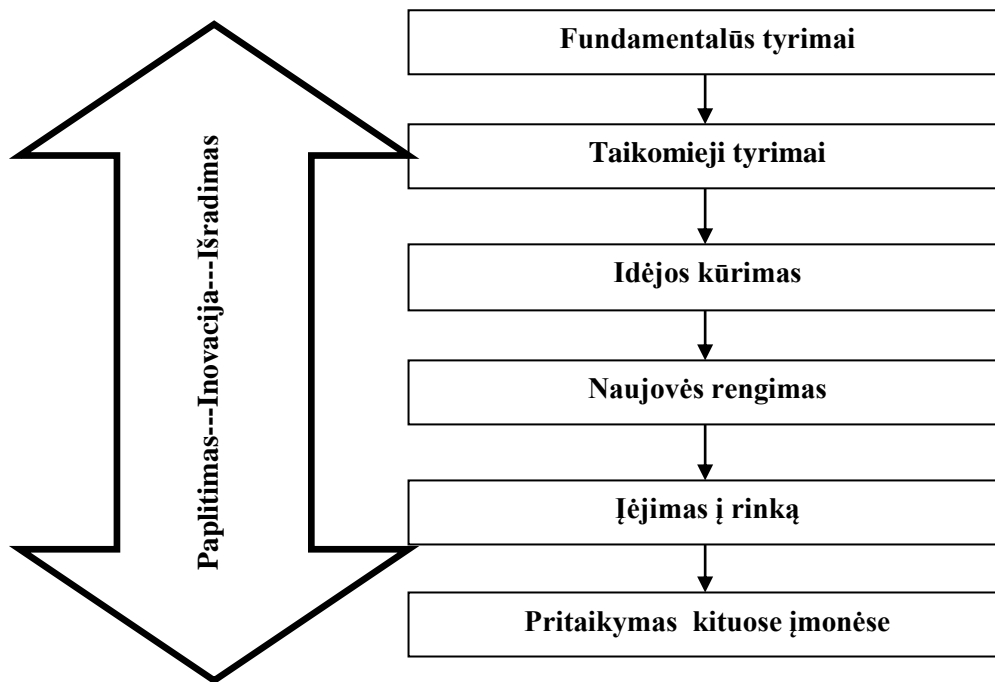 Paplitimas---Inovacija---Išradimas
Fundamentalūs tyrimai
Taikomieji tyrimai
Idėjos kūrimas
Naujovės rengimas
Įėjimas į rinką
Pritaikymas  kituose įmonėse